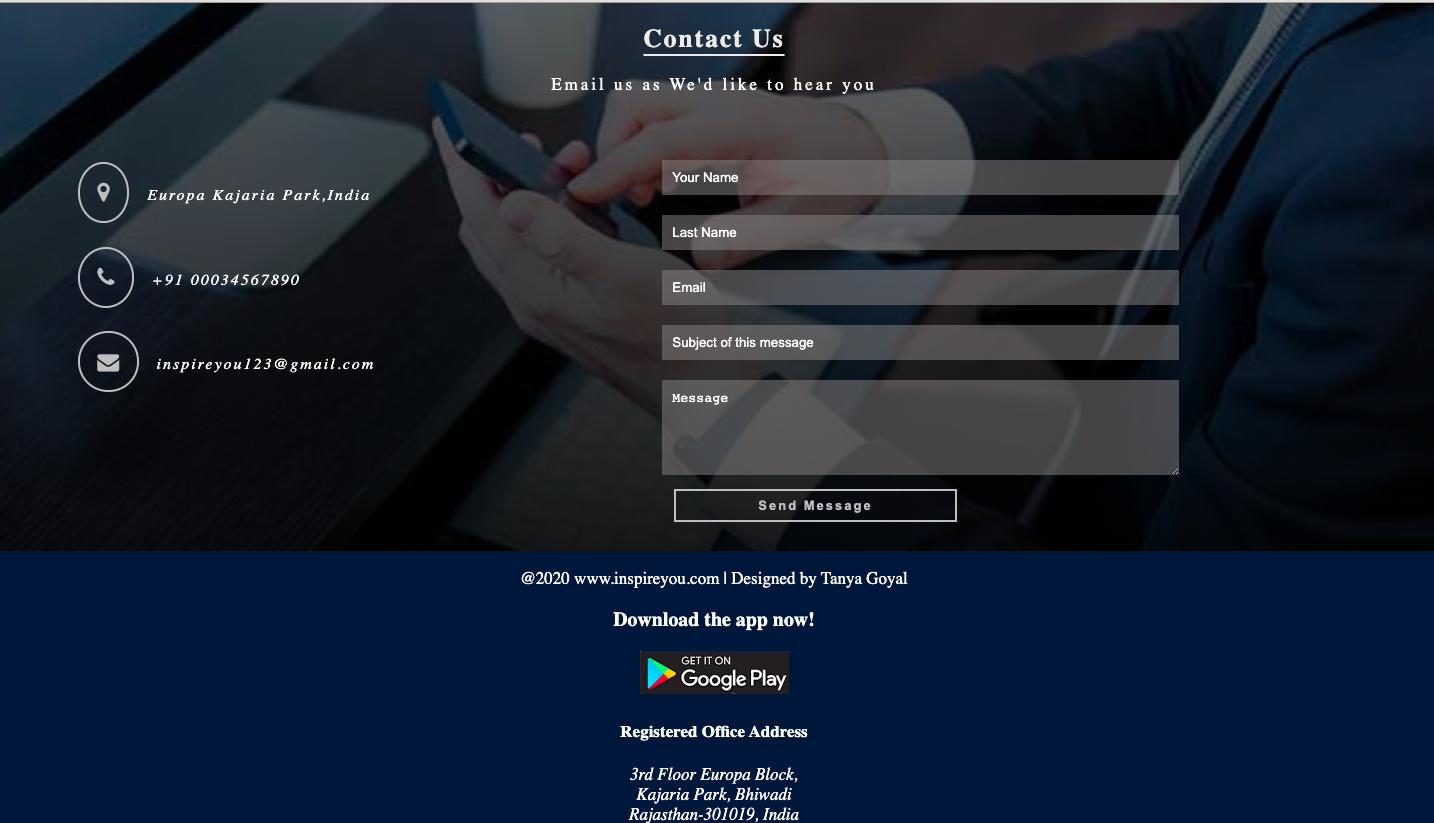 Contact Us
Email us as We'd like to hear you
Europa Kajaria Park,India
+91 00034567890
inspireyou123@gmail.com
Your Name
Last Name
Email
Subject of this message
Message
Send Message
@2020 www.inspireyou.com | Designed by Tanya Goyal
Download the app now!
GET IT ON
Google Play
Registered Office Address
3rd Floor Europa Block,
Kajaria Park, Bhiwadi
Rajasthan-301019, India